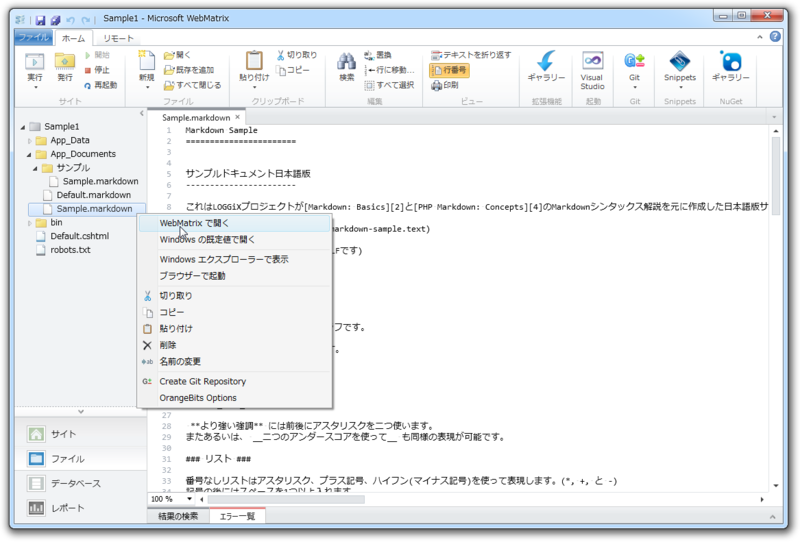 Sample1 - Microsoft WebMatrix
ファイル ホーム リモート
実行
開始
停止
再起動
サイト
発行
新規
開く
既存を追加
すべて閉じる
ファイル
貼り付け
切り取り
コピー
クリップボード
検索
置換
行に移動...
すべて選択
編集
テキストを折り返す
行番号
印刷
ビュー
ギャラリー
拡張機能
Visual Studio
起動
Git
Git
Snippets
Snippets
ギャラリー
NuGet
Sample1
App_Data
App_Documents
サンプル
Sample.markdown
Default.markdown
Sample.markdown
bin
Default.cshtml
robots.txt
WebMatrix で開く
Windows の既定値で開く
Windows エクスプローラーで表示
ブラウザーで起動
切り取り
コピー
貼り付け
削除
名前の変更
Create Git Repository
OrangeBits Options
サイト
ファイル
データベース
レポート
Sample.markdown ×
1 Markdown Sample
2 =======================
3
4
5 サンプルドキュメント日本語版
6 -----------------------
7
8 これはLOGGiXプロジェクトが[Markdown: Basics][2]と[PHP Markdown: Concepts][4]のMarkdownシンタックス解説を元に作成した日本語版サ
markdown-sample.text)
Fです)
フです。
。
27
28 **より強い強調** には前後にアスタリスクを二つ使います。
29 またあるいは、 __二つのアンダースコアを使って__ も同様の表現が可能です。
30
31 ### リスト ###
32
33 番号なしリストはアスタリスク、プラス記号、ハイフン(マイナス記号)を使って表現します。(*, +, と -)
34 記号の後にはスペースを1つ以上入れます
100 %
結果の検索 エラー一覧